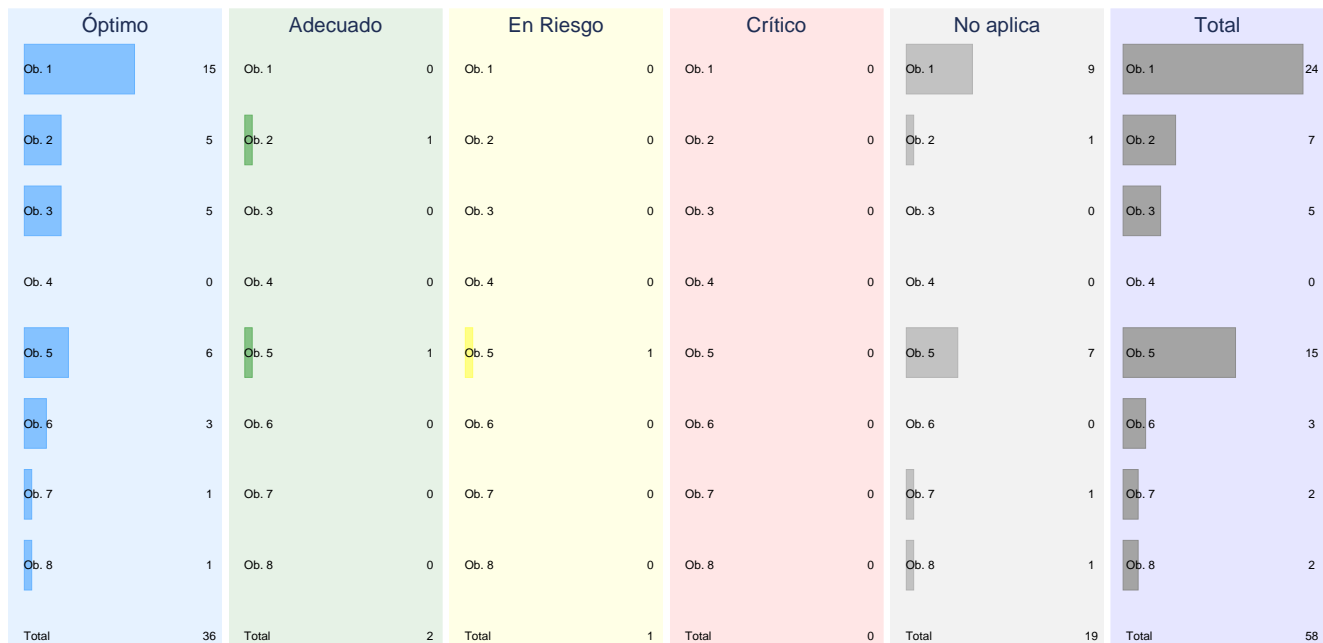 Óptimo Adecuado En Riesgo Crítico No aplica Total
Ob. 1 15 Ob. 1 0 Ob. 1 0 Ob. 1 0 Ob. 1 9 Ob. 1 24
Ob. 2 5 Ob. 2 1 Ob. 2 0 Ob. 2 0 Ob. 2 1 Ob. 2 7
Ob. 3 5 Ob. 3 0 Ob. 3 0 Ob. 3 0 Ob. 3 0 Ob. 3 5
Ob. 4 0 Ob. 4 0 Ob. 4 0 Ob. 4 0 Ob. 4 0 Ob. 4 0
Ob. 5 6 Ob. 5 1 Ob. 5 1 Ob. 5 0 Ob. 5 7 Ob. 5 15
Ob. 6 3 Ob. 6 0 Ob. 6 0 Ob. 6 0 Ob. 6 0 Ob. 6 3
Ob. 7 1 Ob. 7 0 Ob. 7 0 Ob. 7 0 Ob. 7 1 Ob. 7 2
Ob. 8 1 Ob. 8 0 Ob. 8 0 Ob. 8 0 Ob. 8 1 Ob. 8 2
Total 36 Total 2 Total 1 Total 0 Total 19 Total 58